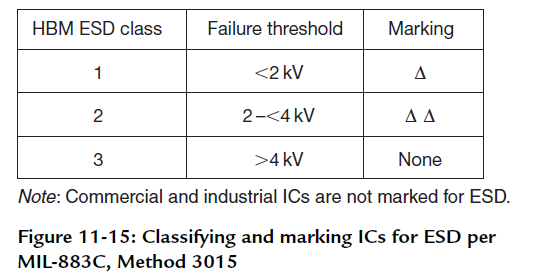 HBM ESD class Failure threshold Marking
1 <2 kV Δ
2 2–<4 kV Δ Δ
3 >4 kV None
Note: Commercial and industrial ICs are not marked for ESD.
Figure 11-15: Classifying and marking ICs for ESD per
MIL-883C, Method 3015